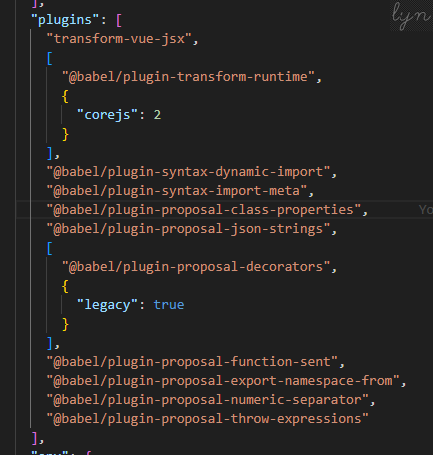 ],
"plugins": [
"transform-vue-jsx",
[
"@babel/plugin-transform-runtime",
{
"corejs": 2
}
],
"@babel/plugin-syntax-dynamic-import",
"@babel/plugin-syntax-import-meta",
"@babel/plugin-proposal-class-properties",
"@babel/plugin-proposal-json-strings",
[
"@babel/plugin-proposal-decorators",
{
"legacy": true
}
],
"@babel/plugin-proposal-function-sent",
"@babel/plugin-proposal-export-namespace-from",
"@babel/plugin-proposal-numeric-separator",
"@babel/plugin-proposal-throw-expressions"
],
lyn